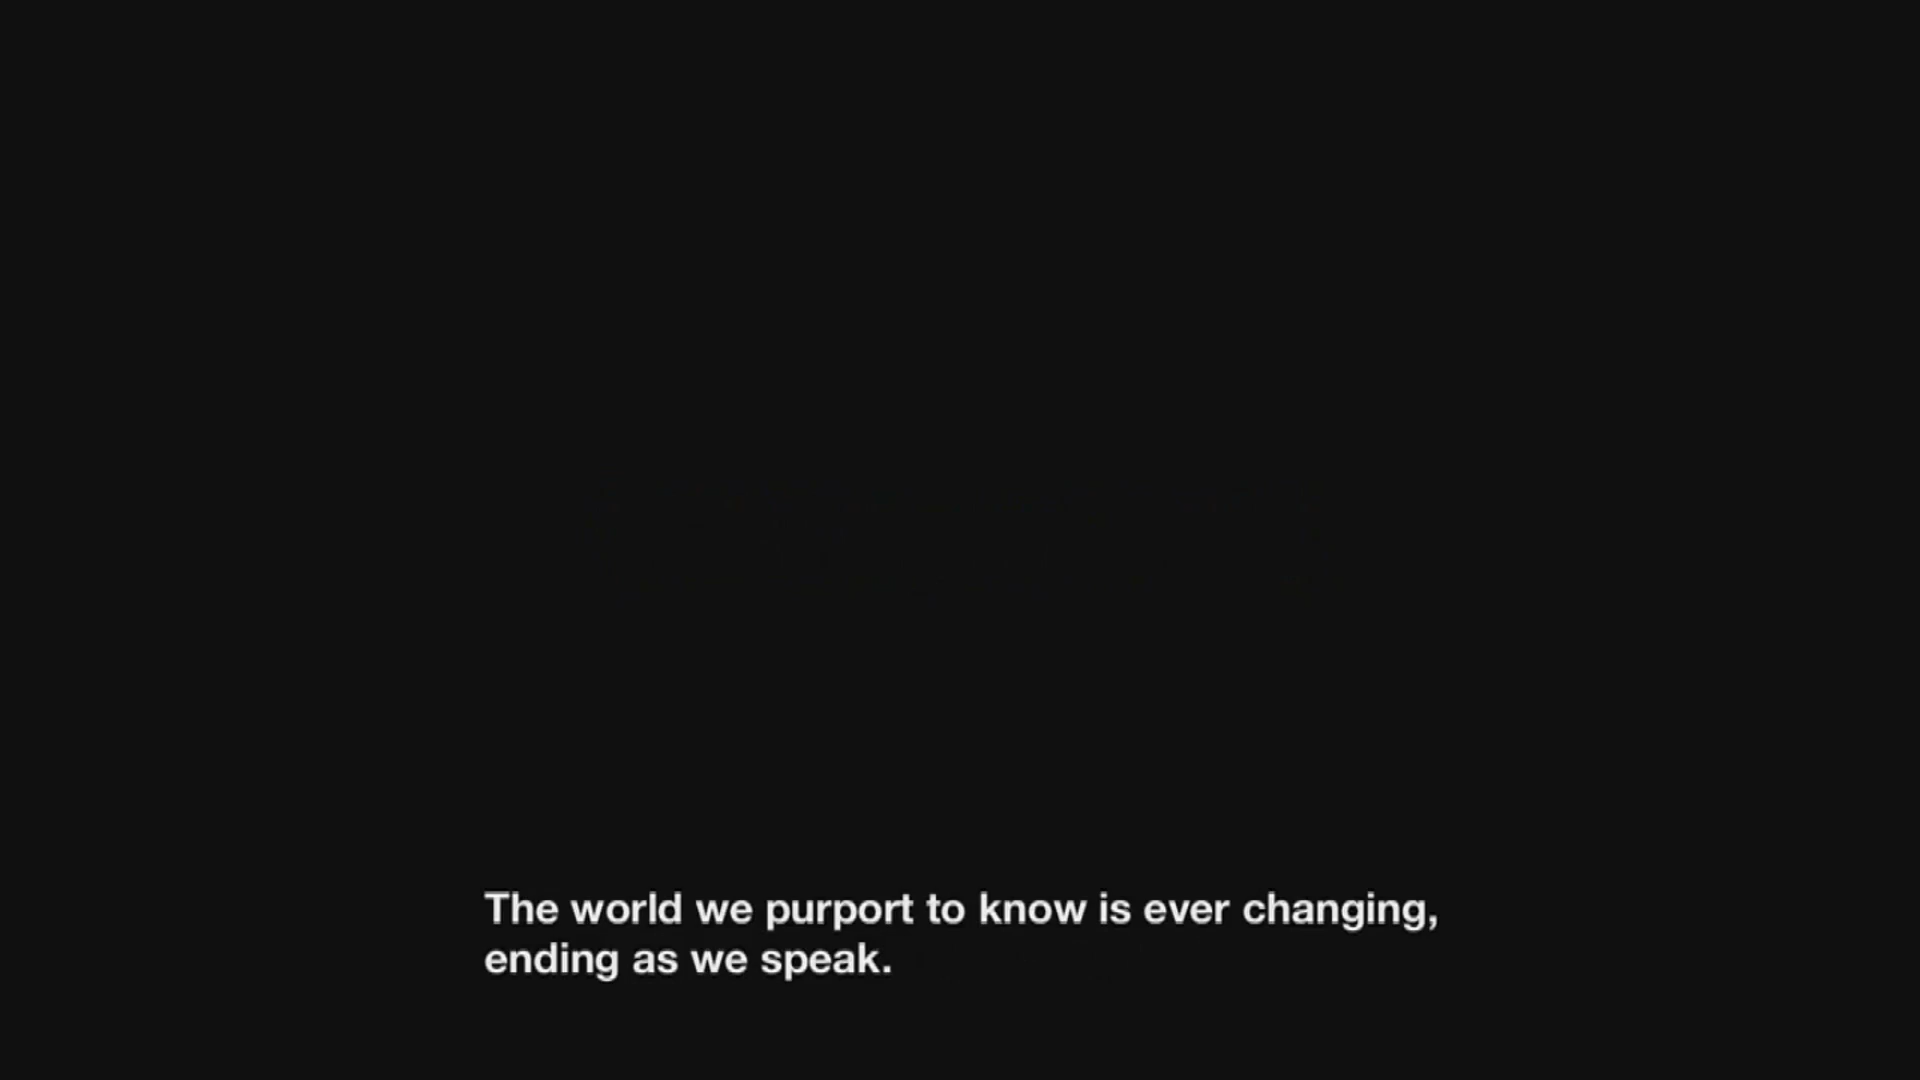 The world we purport to know is ever changing,
ending as we speak.